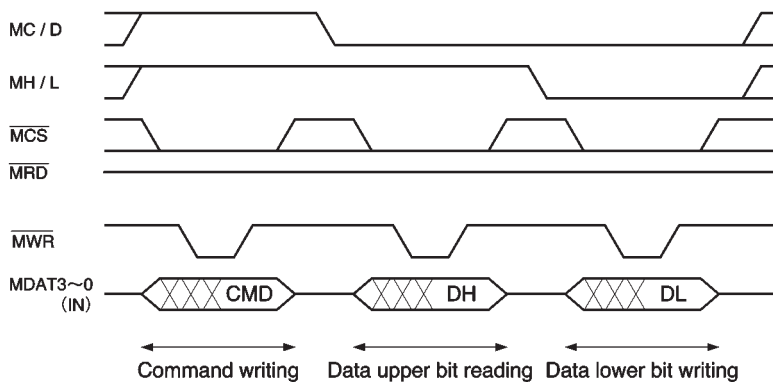 MC / D
MH / L
MCS
MRD
MWR
MDAT3~0
(IN)
CMD DH DL
Command writing Data upper bit reading Data lower bit writing